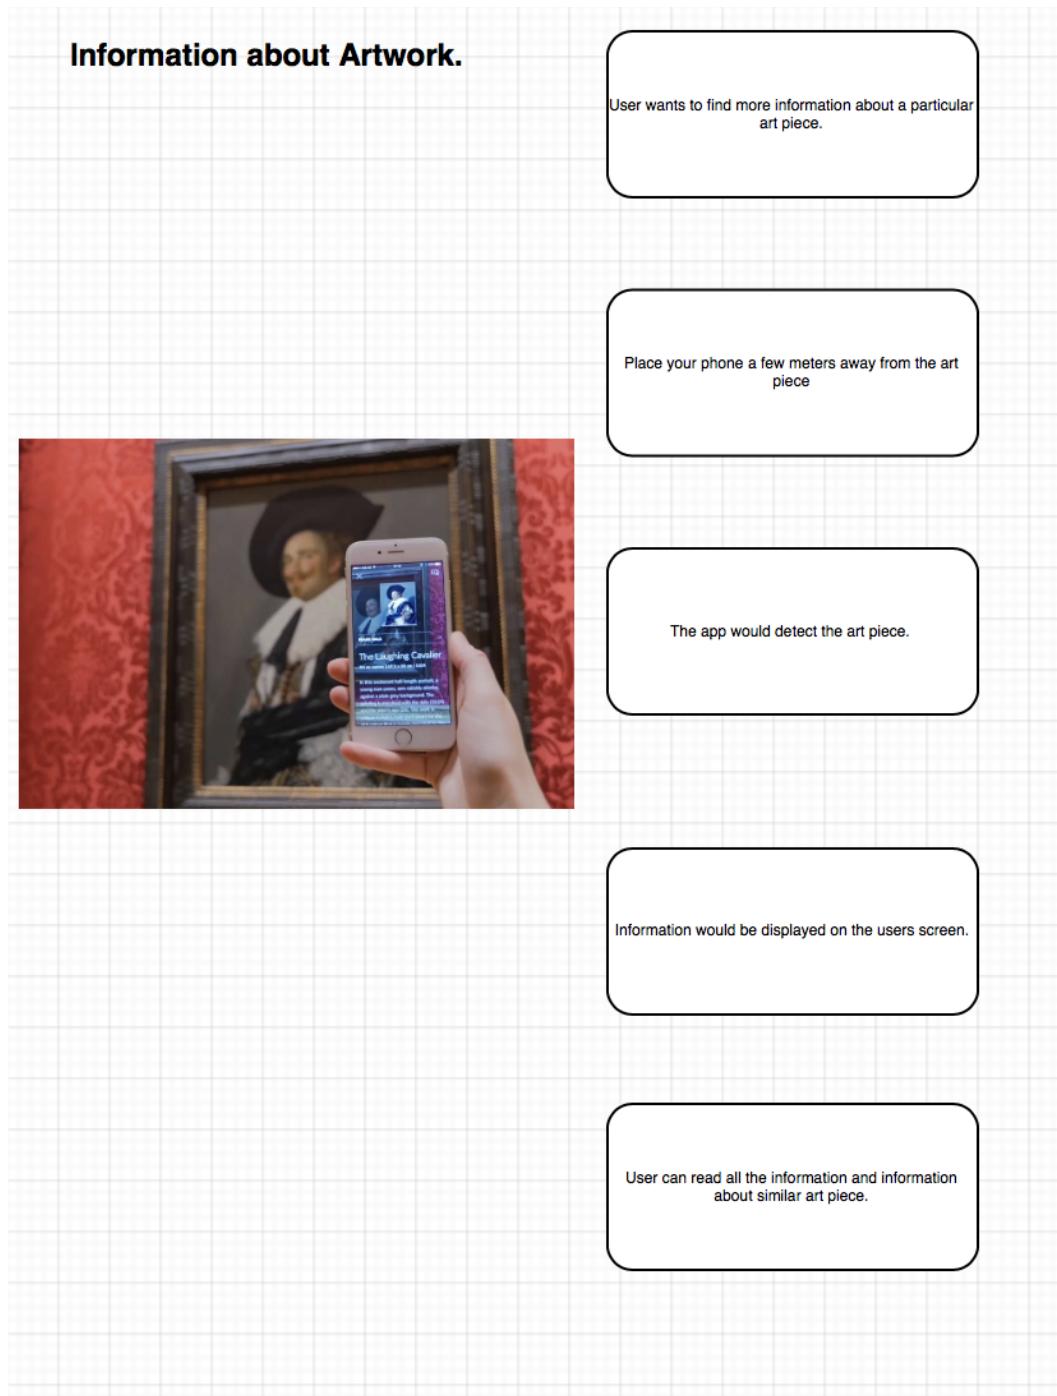 Information about Artwork.
User wants to find more information about a particular
art piece.
Place your phone a few meters away from the art
piece
The Laughing Cavalier
The app would detect the art piece.
Information would be displayed on the users screen.
User can read all the information and information
about similar art piece.